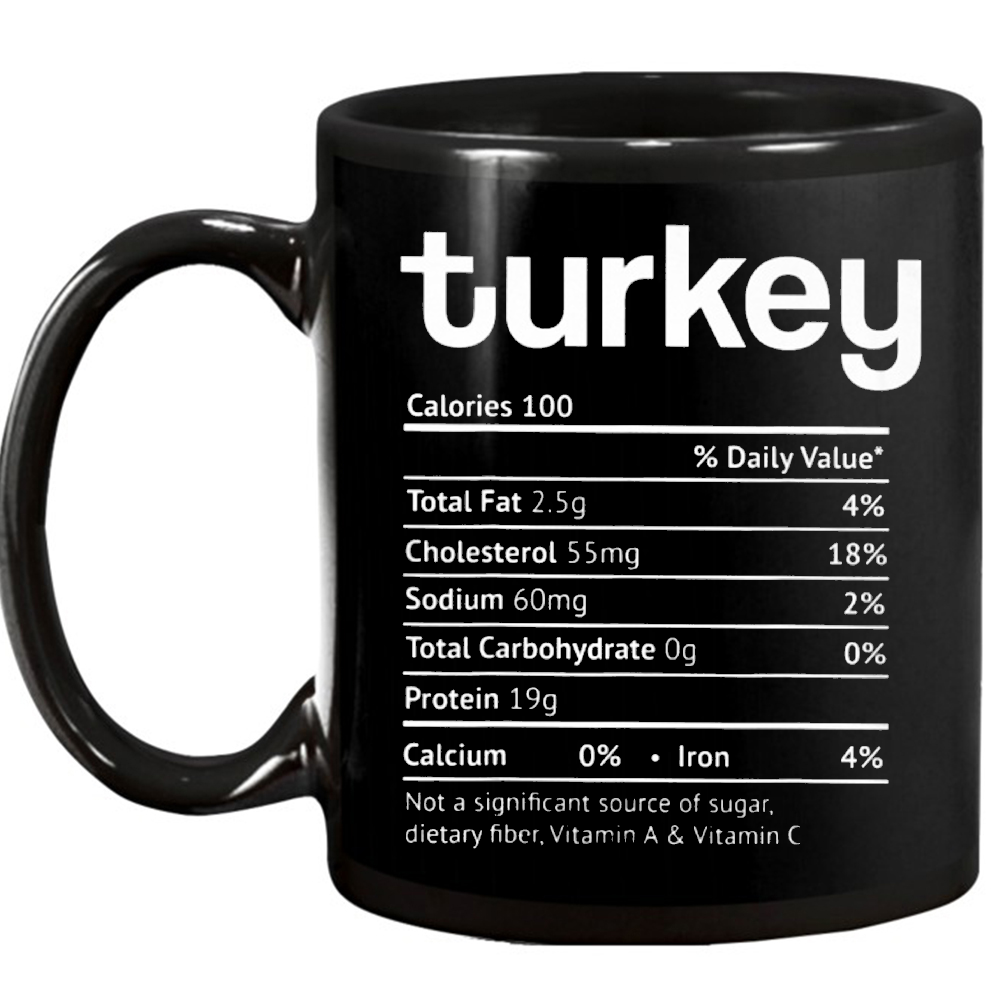 turkey
Calories 100
% Daily Value*
Total Fat 2.5g 4%
Cholesterol 55mg 18%
Sodium 60mg 2%
Total Carbohydrate 0g 0%
Protein 19g
Calcium 0% • Iron 4%
Not a significant source of sugar,
dietary fiber, Vitamin A & Vitamin C